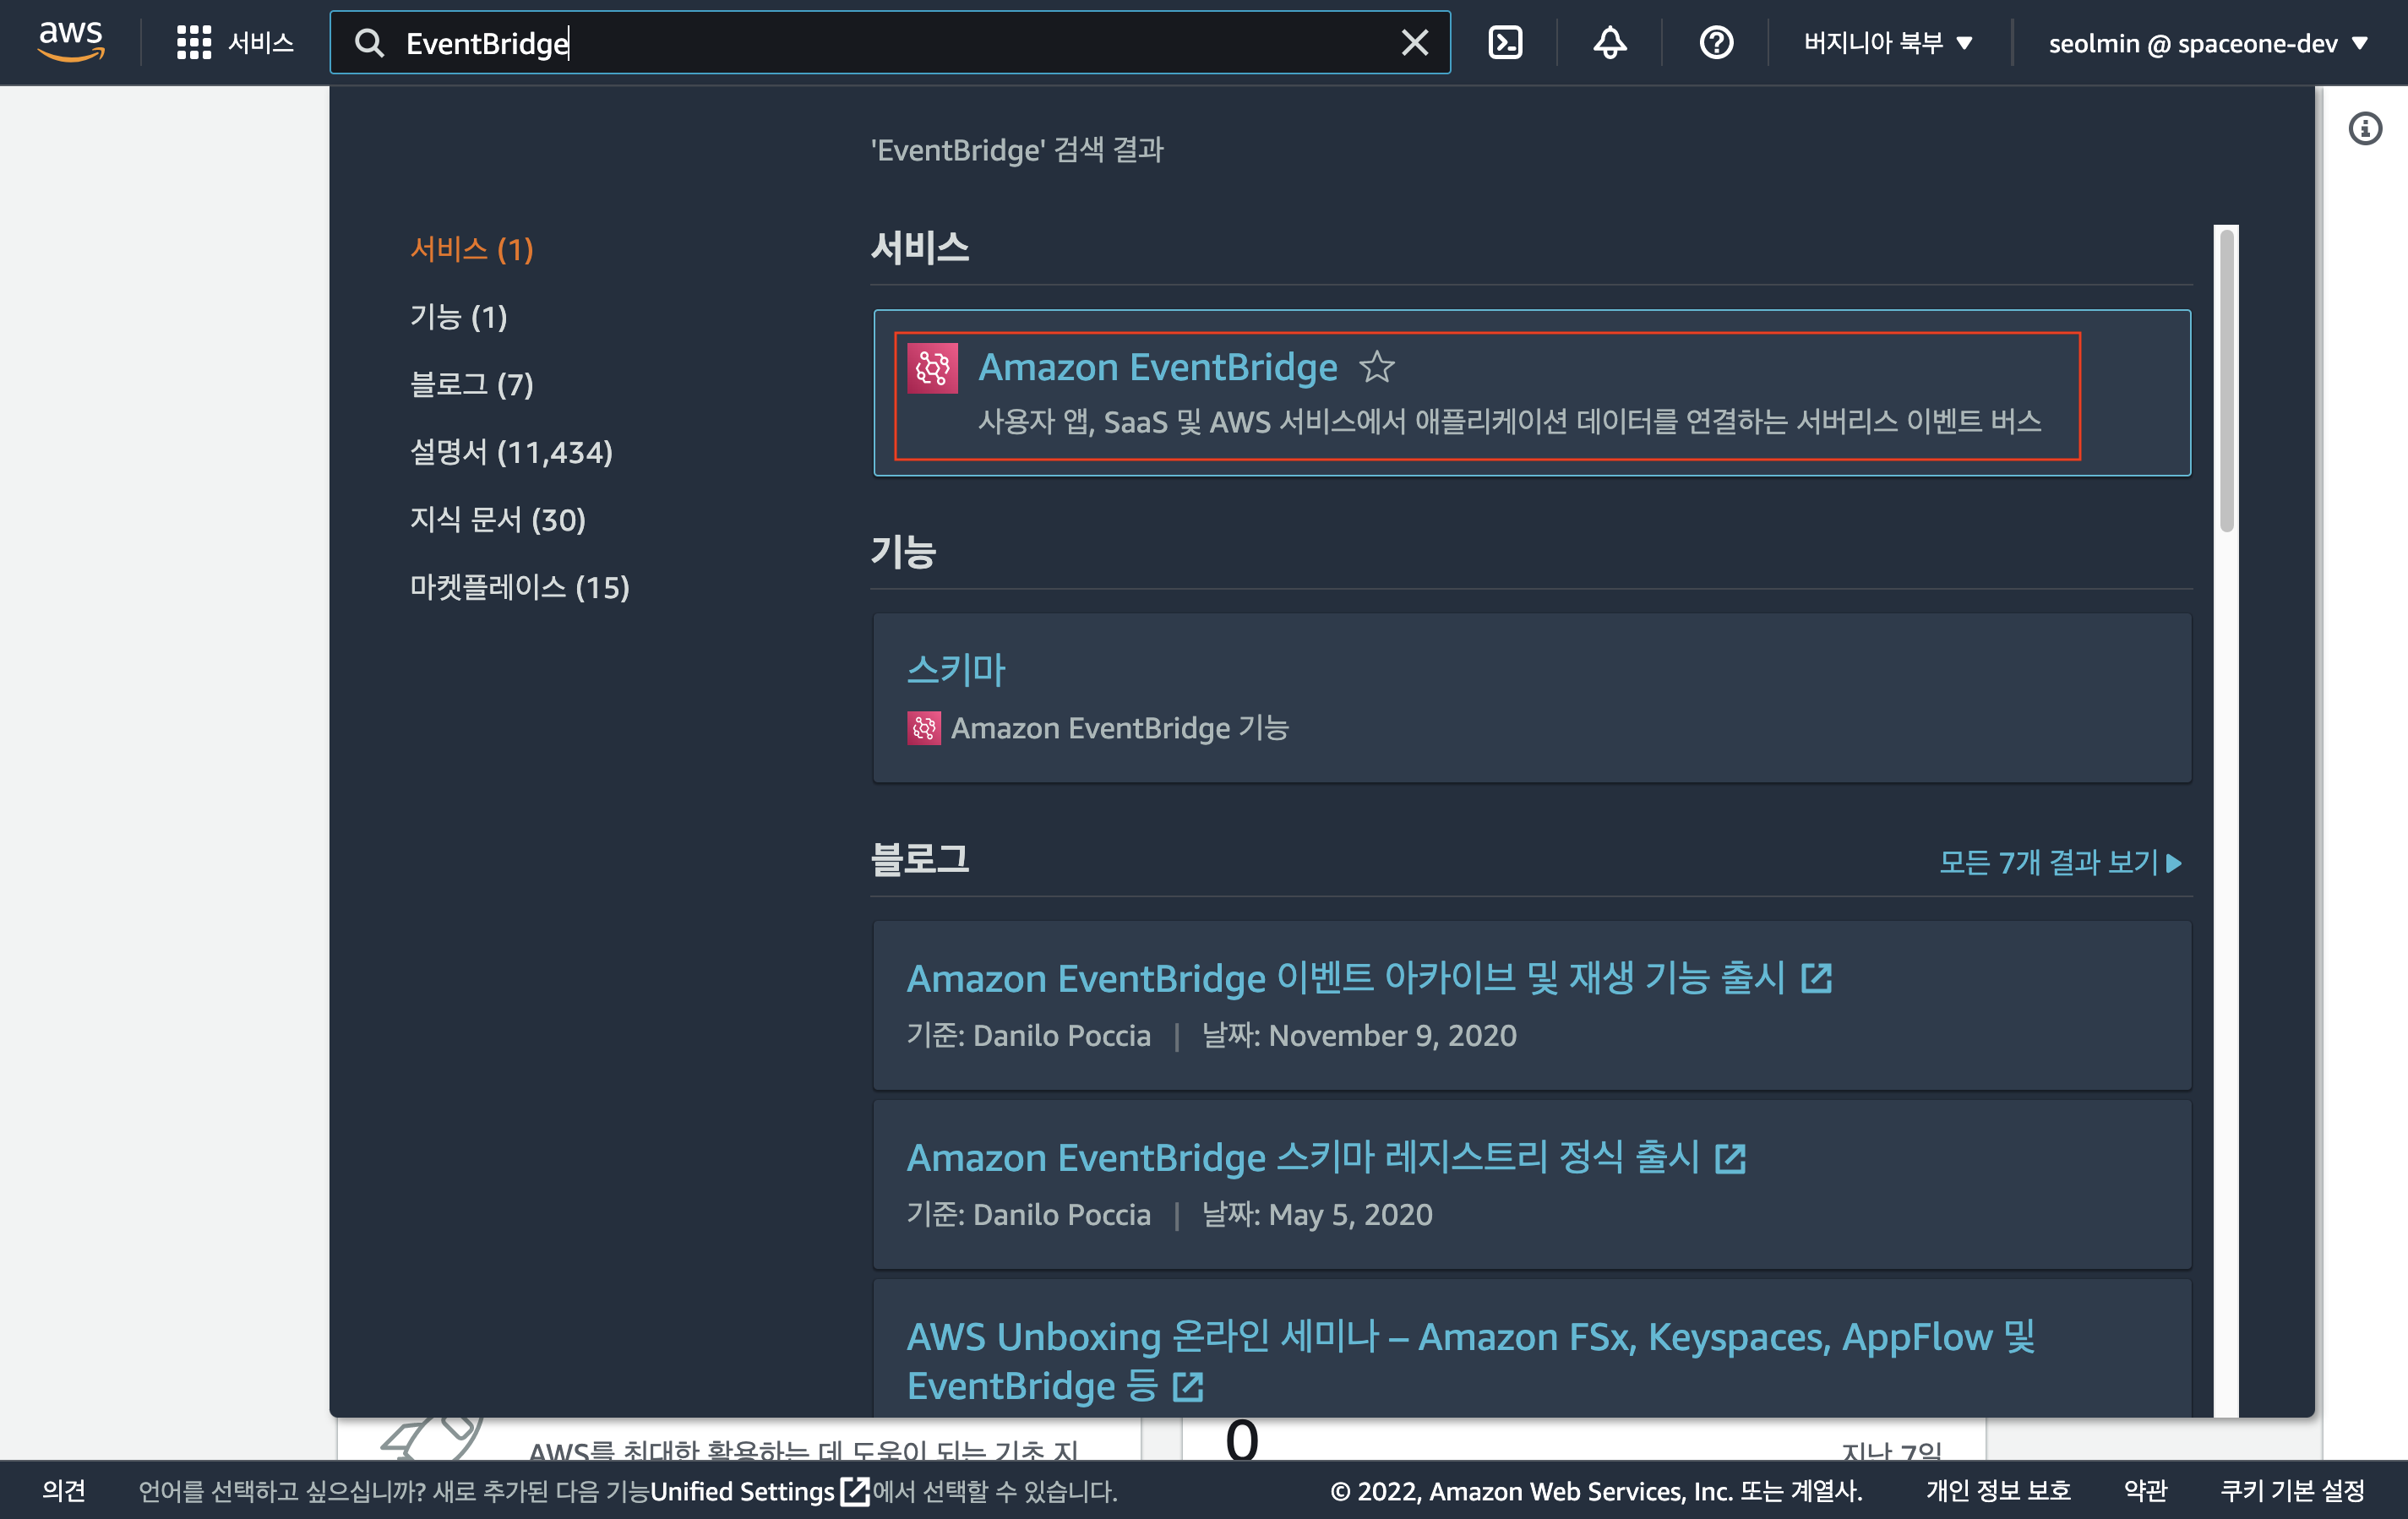 aws
서비스
EventBridge
버지니아 북부
seolmin @ spaceone-dev
'EventBridge' 검색 결과
서비스 (1)
기능 (1)
블로그 (7)
설명서 (11,434)
지식 문서 (30)
마켓플레이스 (15)
서비스
Amazon EventBridge
사용자 앱, SaaS 및 AWS 서비스에서 애플리케이션 데이터를 연결하는 서버리스 이벤트 버스
기능
스키마
Amazon EventBridge 기능
블로그
모든 7개 결과 보기
Amazon EventBridge 이벤트 아카이브 및 재생 기능 출시
기준: Danilo Poccia | 날짜: November 9, 2020
Amazon EventBridge 스키마 레지스트리 정식 출시
기준: Danilo Poccia | 날짜: May 5, 2020
AWS Unboxing 온라인 세미나 – Amazon FSx, Keyspaces, AppFlow 및
EventBridge 등
AWS를 최대한 활용하는 데 도움이 되는 기초 지
0
지난 7일
의견
언어를 선택하고 싶으십니까? 새로 추가된 다음 기능Unified Settings에서 선택할 수 있습니다.
© 2022, Amazon Web Services, Inc. 또는 계열사.
개인 정보 보호
약관
쿠키 기본 설정